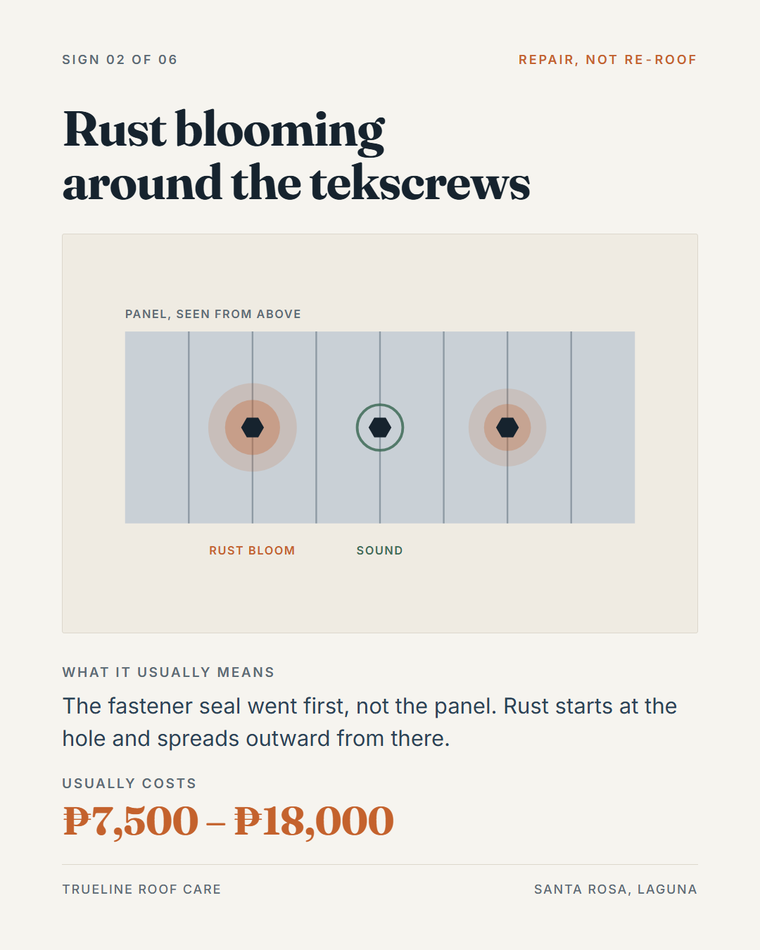 SIGN 02 OF 06
REPAIR, NOT RE-ROOF
Rust blooming
around the tekscrews
PANEL, SEEN FROM ABOVE
RUST BLOOM
SOUND
WHAT IT USUALLY MEANS
The fastener seal went first, not the panel. Rust starts at the
hole and spreads outward from there.
USUALLY COSTS
₱7,500 – ₱18,000
TRUELINE ROOF CARE
SANTA ROSA, LAGUNA